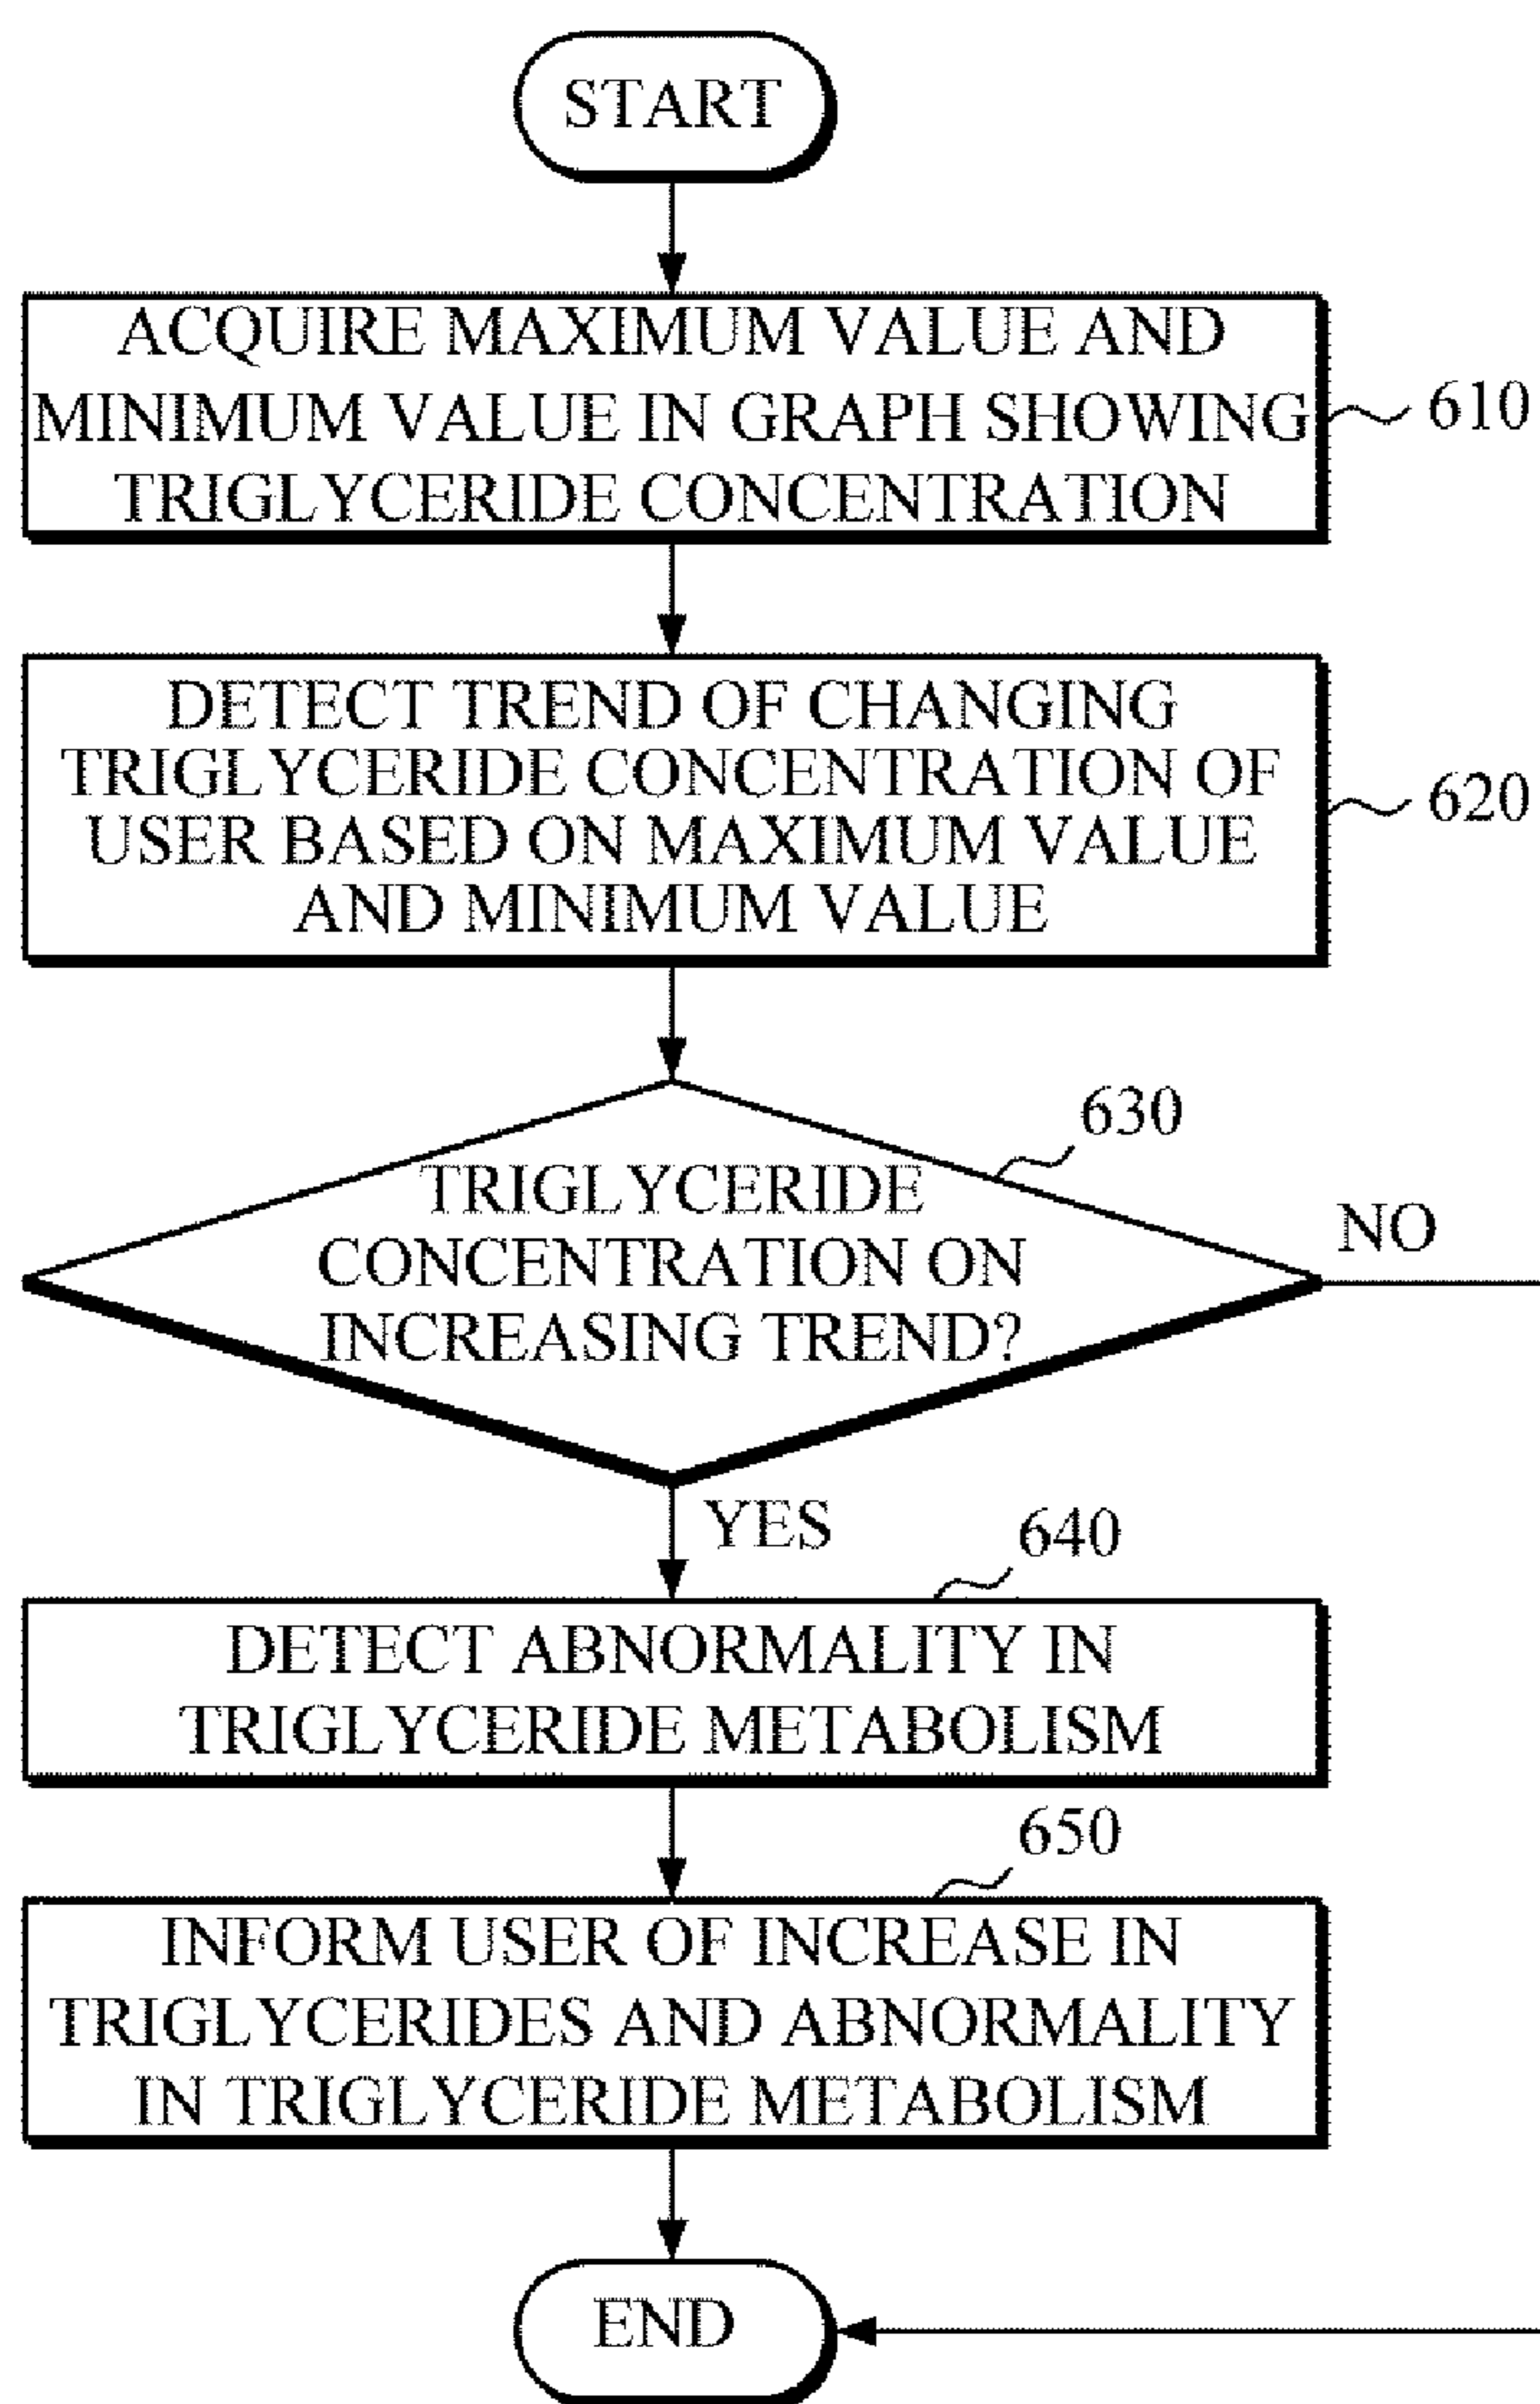 START
ACQUIRE MAXIMUM VALUE AND
MINIMUM VALUE IN GRAPH SHOWING
TRIGLYCERIDE CONCENTRATION
610
DETECT TREND OF CHANGING
TRIGLYCERIDE CONCENTRATION OF
USER BASED ON MAXIMUM VALUE
AND MINIMUM VALUE
620
630
TRIGLYCERIDE
CONCENTRATION ON
INCREASING TREND?
NO
YES
640
DETECT ABNORMALITY IN
TRIGLYCERIDE METABOLISM
650
INFORM USER OF INCREASE IN
TRIGLYCERIDES AND ABNORMALITY
IN TRIGLYCERIDE METABOLISM
END